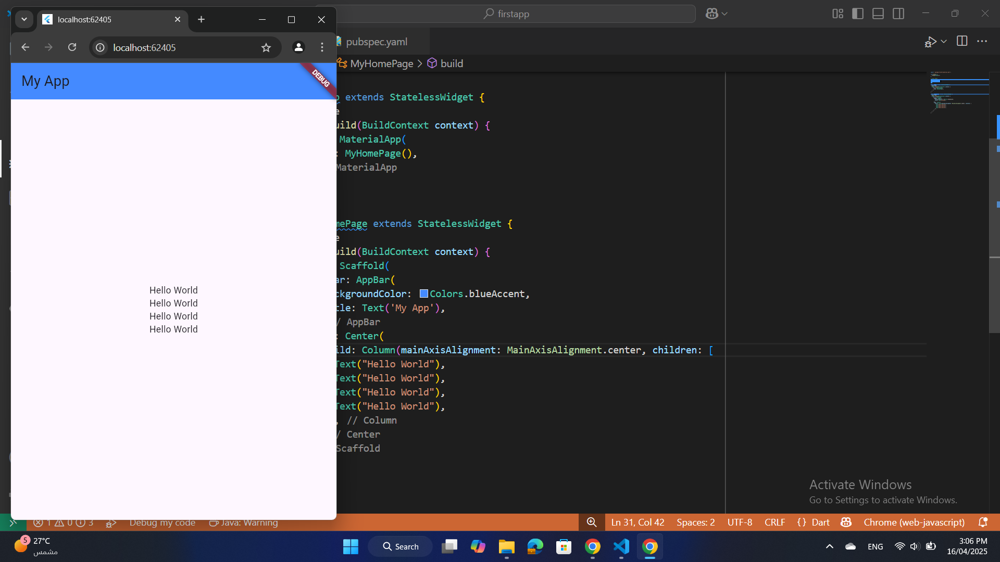 localhost:62405
localhost:62405
My App
DEBUG
Hello World
Hello World
Hello World
Hello World
firstapp
pubspec.yaml
MyHomePage > build
extends StatelessWidget {
uild(BuildContext context) {
MaterialApp(
: MyHomePage(),
MaterialApp
mePage extends StatelessWidget {
e
uild(BuildContext context) {
Scaffold(
ar: AppBar(
ckgroundColor: Colors.blueAccent,
tle: Text('My App'),
/ AppBar
: Center(
ild: Column(mainAxisAlignment: MainAxisAlignment.center, children: [
Text("Hello World"),
Text("Hello World"),
Text("Hello World"),
Text("Hello World"),
, // Column
/ Center
Scaffold
Activate Windows
Go to Settings to activate Windows.
1 0 3 Debug my code Java: Warning
Ln 31, Col 42 Spaces: 2 UTF-8 CRLF {} Dart Chrome (web-javascript)
5 27°C
مشمس
Search
ENG
3:06 PM
16/04/2025